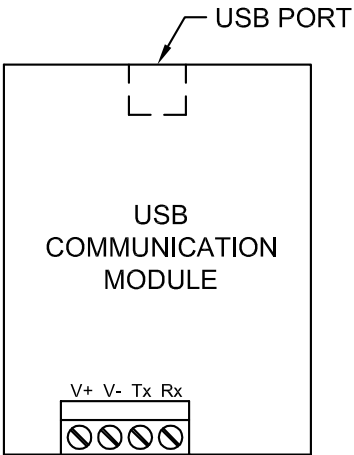 USB PORT
USB
COMMUNICATION
MODULE
V+ V- Tx Rx